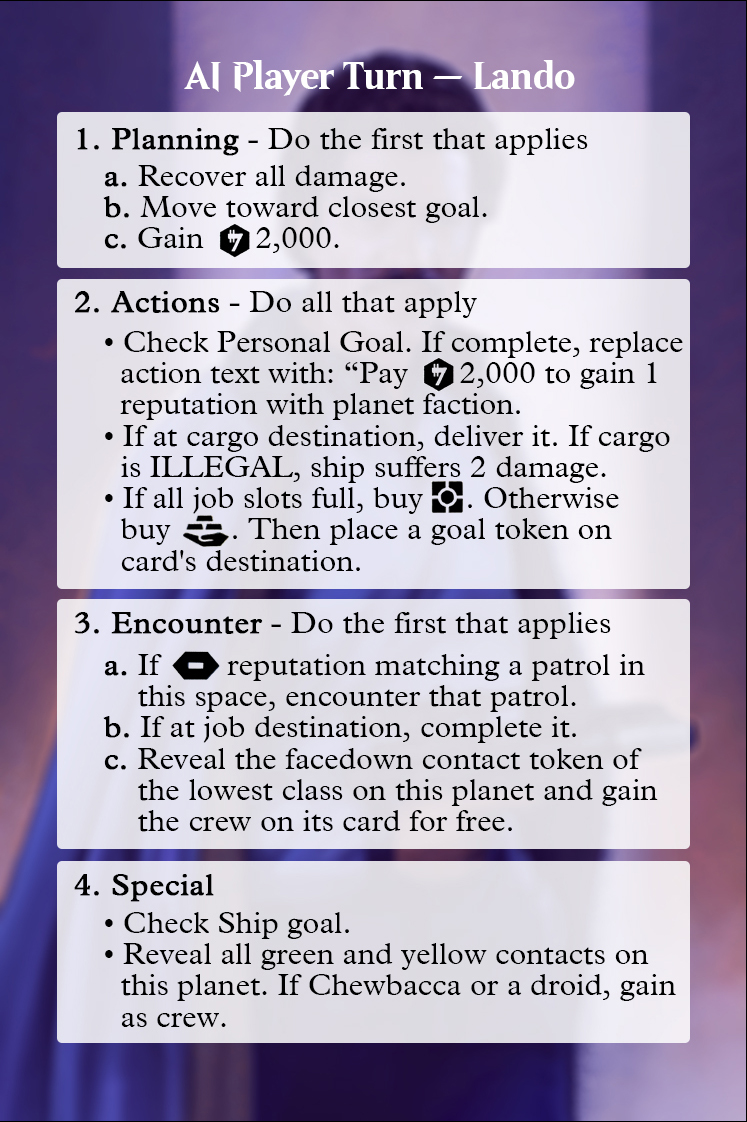 AI Player Turn — Lando
1. Planning - Do the first that applies
a. Recover all damage.
b. Move toward closest goal.
c. Gain 2,000.
2. Actions - Do all that apply
• Check Personal Goal. If complete, replace
action text with: “Pay 2,000 to gain 1
reputation with planet faction.
• If at cargo destination, deliver it. If cargo
is ILLEGAL, ship suffers 2 damage.
• If all job slots full, buy . Otherwise
buy . Then place a goal token on
card's destination.
3. Encounter - Do the first that applies
a. If reputation matching a patrol in
this space, encounter that patrol.
b. If at job destination, complete it.
c. Reveal the facedown contact token of
the lowest class on this planet and gain
the crew on its card for free.
4. Special
• Check Ship goal.
• Reveal all green and yellow contacts on
this planet. If Chewbacca or a droid, gain
as crew.